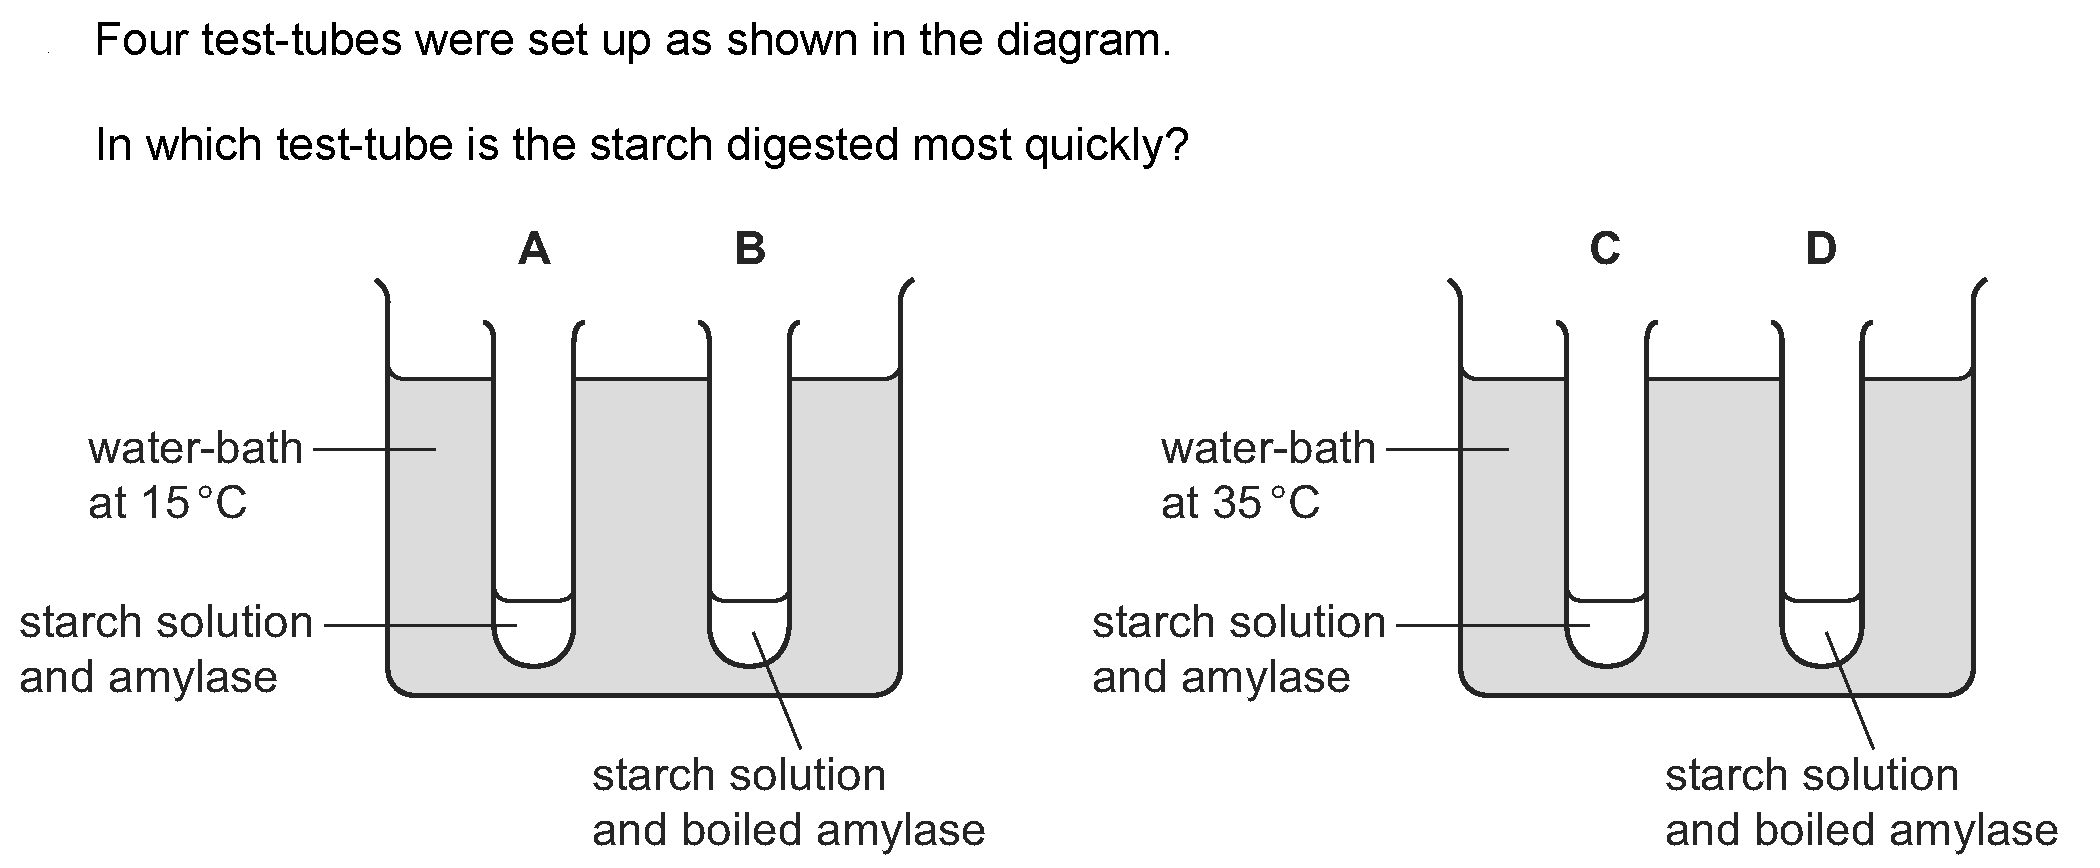 Four test-tubes were set up as shown in the diagram.
In which test-tube is the starch digested most quickly?
A
B
C
D
water-bath
at 15 °C
starch solution
and amylase
starch solution
and boiled amylase
water-bath
at 35 °C
starch solution
and amylase
starch solution
and boiled amylase